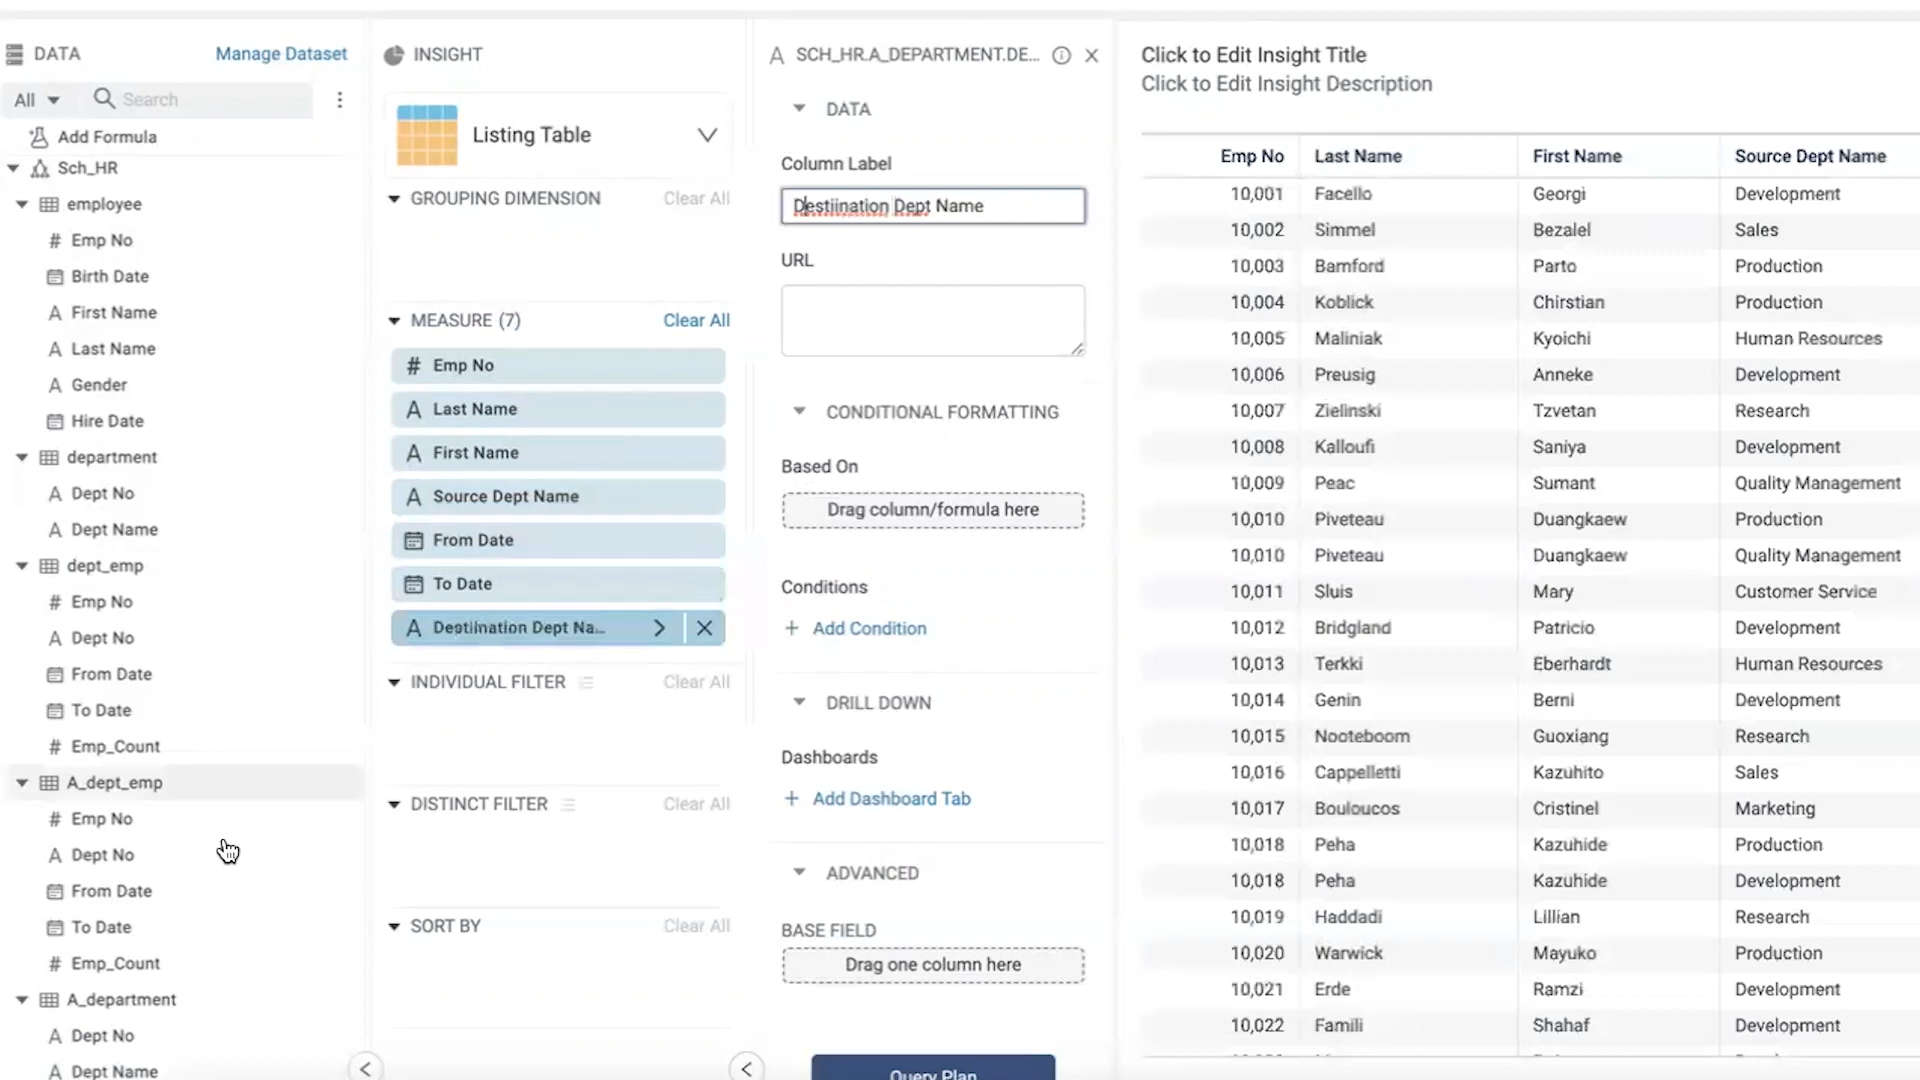 DATA
Manage Dataset
All
Search
Add Formula
Sch_HR
employee
# Emp No
Birth Date
A First Name
A Last Name
A Gender
Hire Date
department
A Dept No
A Dept Name
dept_emp
# Emp No
A Dept No
From Date
To Date
# Emp_Count
A_dept_emp
# Emp No
A Dept No
From Date
To Date
# Emp_Count
A_department
A Dept No
A Dept Name
INSIGHT
Listing Table
GROUPING DIMENSION Clear All
MEASURE (7) Clear All
# Emp No
A Last Name
A First Name
A Source Dept Name
From Date
To Date
A Destiination Dept Na...
INDIVIDUAL FILTER Clear All
DISTINCT FILTER Clear All
SORT BY Clear All
A SCH_HR.A_DEPARTMENT.DE...
DATA
Column Label
Destiination Dept Name
URL
CONDITIONAL FORMATTING
Based On
Drag column/formula here
Conditions
+ Add Condition
DRILL DOWN
Dashboards
+ Add Dashboard Tab
ADVANCED
BASE FIELD
Drag one column here
Query Plan
Click to Edit Insight Title
Click to Edit Insight Description
Emp No Last Name First Name Source Dept Name
10,001 Facello Georgi Development
10,002 Simmel Bezalel Sales
10,003 Bamford Parto Production
10,004 Koblick Chirstian Production
10,005 Maliniak Kyoichi Human Resources
10,006 Preusig Anneke Development
10,007 Zielinski Tzvetan Research
10,008 Kalloufi Saniya Development
10,009 Peac Sumant Quality Management
10,010 Piveteau Duangkaew Production
10,010 Piveteau Duangkaew Quality Management
10,011 Sluis Mary Customer Service
10,012 Bridgland Patricio Development
10,013 Terkki Eberhardt Human Resources
10,014 Genin Berni Development
10,015 Nooteboom Guoxiang Research
10,016 Cappelletti Kazuhito Sales
10,017 Bouloucos Cristinel Marketing
10,018 Peha Kazuhide Production
10,018 Peha Kazuhide Development
10,019 Haddadi Lillian Research
10,020 Warwick Mayuko Production
10,021 Erde Ramzi Development
10,022 Famili Shahaf Development